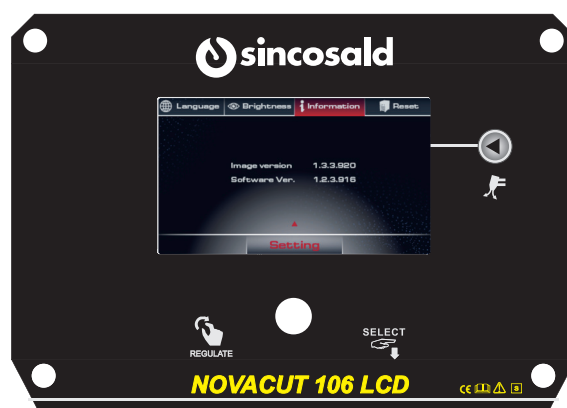 sincosald
Language Brightness Information Reset
Image version 1.3.3.920
Software Ver. 1.2.3.916
Setting
SELECT
REGULATE
NOVACUT 106 LCD CE S